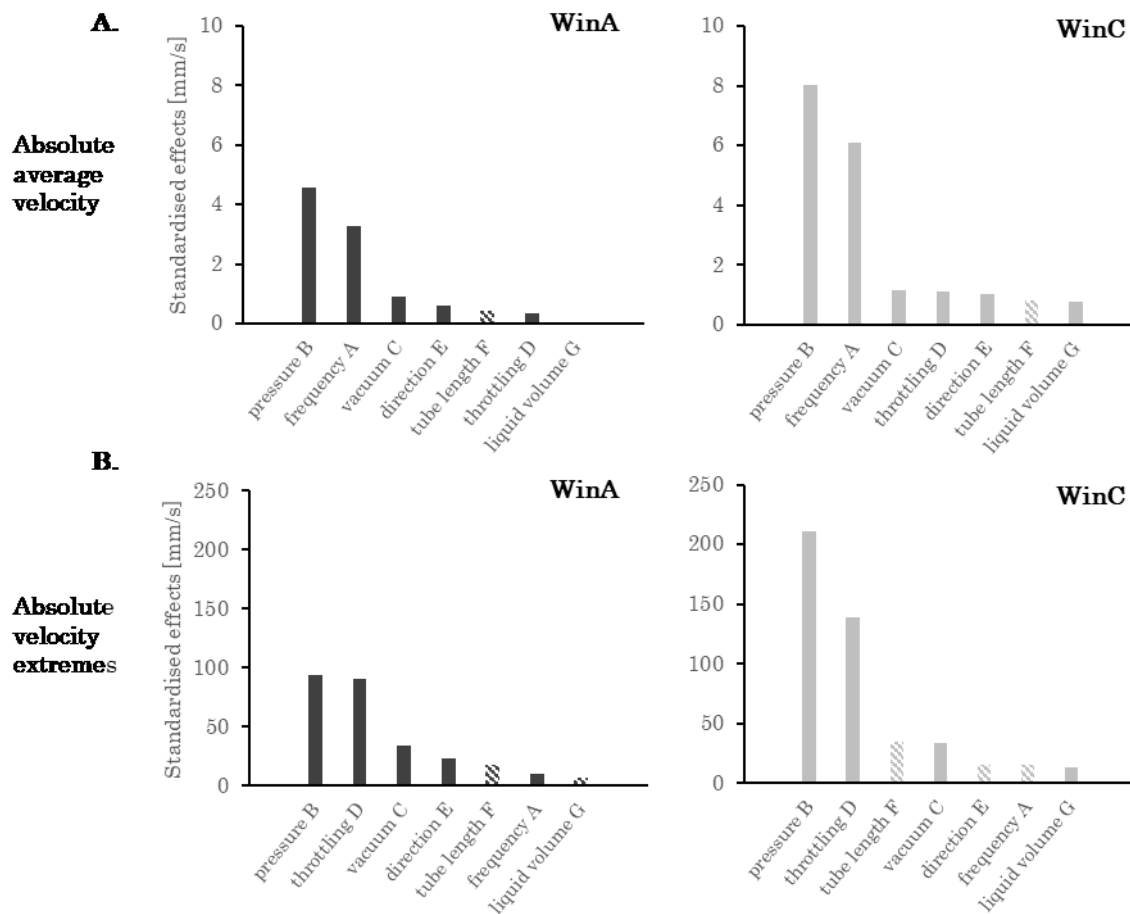 A.
WinA
WinC
Absolute
average
velocity
Standardised effects [mm/s]
10
8
6
4
2
0
pressure B
frequency A
vacuum C
direction E
tube length F
throttling D
liquid volume G
10
8
6
4
2
0
pressure B
frequency A
vacuum C
throttling D
direction E
tube length F
liquid volume G
B.
WinA
WinC
Absolute
velocity
extremes
Standardised effects [mm/s]
250
200
150
100
50
0
pressure B
throttling D
vacuum C
direction E
tube length F
frequency A
liquid volume G
250
200
150
100
50
0
pressure B
throttling D
tube length F
vacuum C
direction E
frequency A
liquid volume G